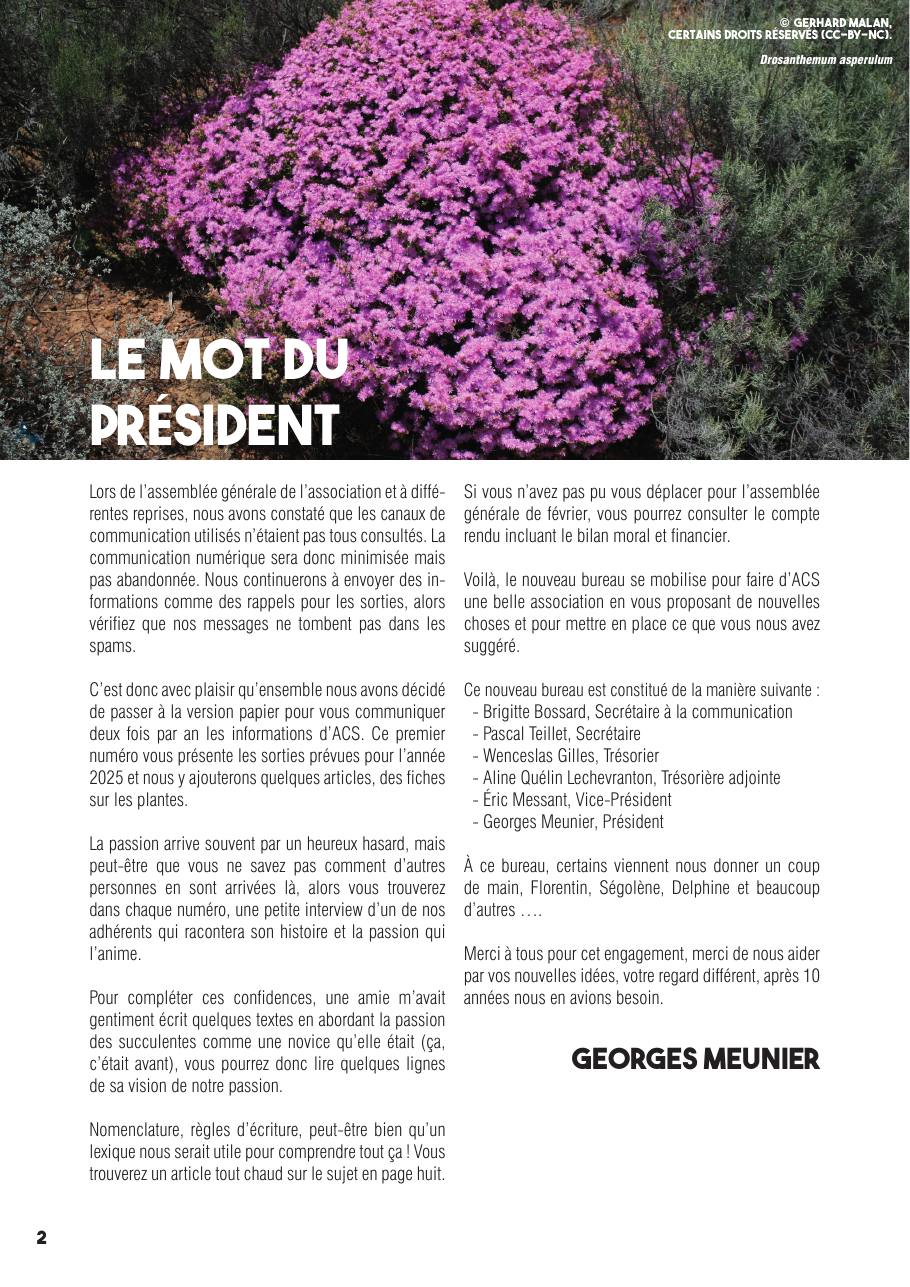 © GERHARD MALAN,
CERTAINS DROITS RÉSERVÉS (CC-BY-NC).
Drosanthemum asperulum
LE MOT DU
PRÉSIDENT
Lors de l'assemblée générale de l'association et à diffé-
rentes reprises, nous avons constaté que les canaux de
communication utilisés n'étaient pas tous consultés. La
communication numérique sera donc minimisée mais
pas abandonnée. Nous continuerons à envoyer des in-
formations comme des rappels pour les sorties, alors
vérifiez que nos messages ne tombent pas dans les
spams.
C'est donc avec plaisir qu'ensemble nous avons décidé
de passer à la version papier pour vous communiquer
deux fois par an les informations d'ACS. Ce premier
numéro vous présente les sorties prévues pour l'année
2025 et nous y ajouterons quelques articles, des fiches
sur les plantes.
La passion arrive souvent par un heureux hasard, mais
peut-être que vous ne savez pas comment d'autres
personnes en sont arrivées là, alors vous trouverez
dans chaque numéro, une petite interview d'un de nos
adhérents qui racontera son histoire et la passion qui
l'anime.
Pour compléter ces confidences, une amie m'avait
gentiment écrit quelques textes en abordant la passion
des succulentes comme une novice qu'elle était (ça,
c'était avant), vous pourrez donc lire quelques lignes
de sa vision de notre passion.
Nomenclature, règles d'écriture, peut-être bien qu'un
lexique nous serait utile pour comprendre tout ça ! Vous
trouverez un article tout chaud sur le sujet en page huit.
Si vous n'avez pas pu vous déplacer pour l'assemblée
générale de février, vous pourrez consulter le compte
rendu incluant le bilan moral et financier.
Voilà, le nouveau bureau se mobilise pour faire d'ACS
une belle association en vous proposant de nouvelles
choses et pour mettre en place ce que vous nous avez
suggéré.
Ce nouveau bureau est constitué de la manière suivante :
- Brigitte Bossard, Secrétaire à la communication
- Pascal Teillet, Secrétaire
- Wenceslas Gilles, Trésorier
- Aline Quélin Lechevranton, Trésorière adjointe
- Éric Messant, Vice-Président
- Georges Meunier, Président
À ce bureau, certains viennent nous donner un coup
de main, Florentin, Ségolène, Delphine et beaucoup
d'autres ….
Merci à tous pour cet engagement, merci de nous aider
par vos nouvelles idées, votre regard différent, après 10
années nous en avions besoin.
GEORGES MEUNIER
2